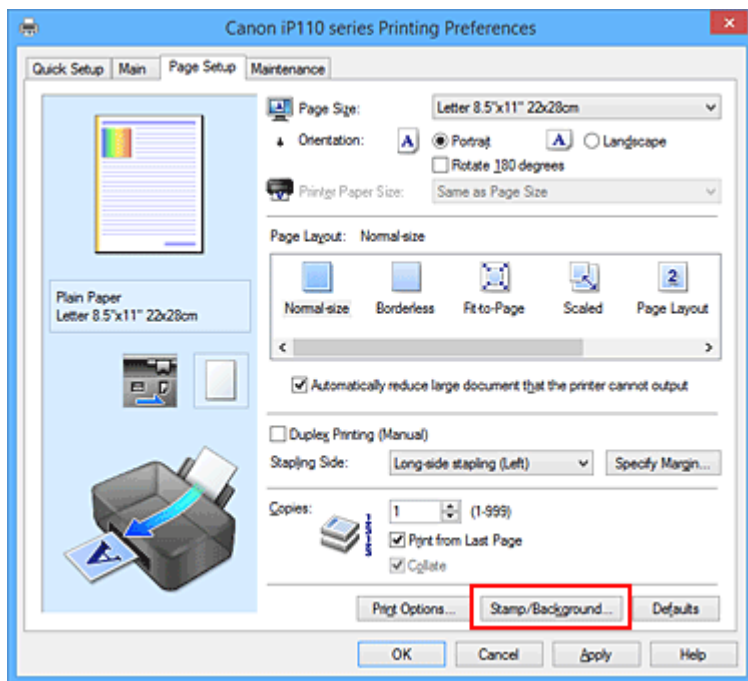 Canon iP110 series Printing Preferences
Quick Setup Main Page Setup Maintenance
Page Size: Letter 8.5"x11" 22x28cm
Orientation: A Portrait A Landscape
Rotate 180 degrees
Printer Paper Size: Same as Page Size
Page Layout: Normal-size
2
Normal-size Borderless Fit-to-Page Scaled Page Layout
Plain Paper
Letter 8.5"x11" 22x28cm
Automatically reduce large document that the printer cannot output
Duplex Printing (Manual)
Stapling Side: Long-side stapling (Left) Specify Margin...
Copies: 1 (1-999)
Print from Last Page
Collate
A
Print Options... Stamp/Background... Defaults
OK Cancel Apply Help